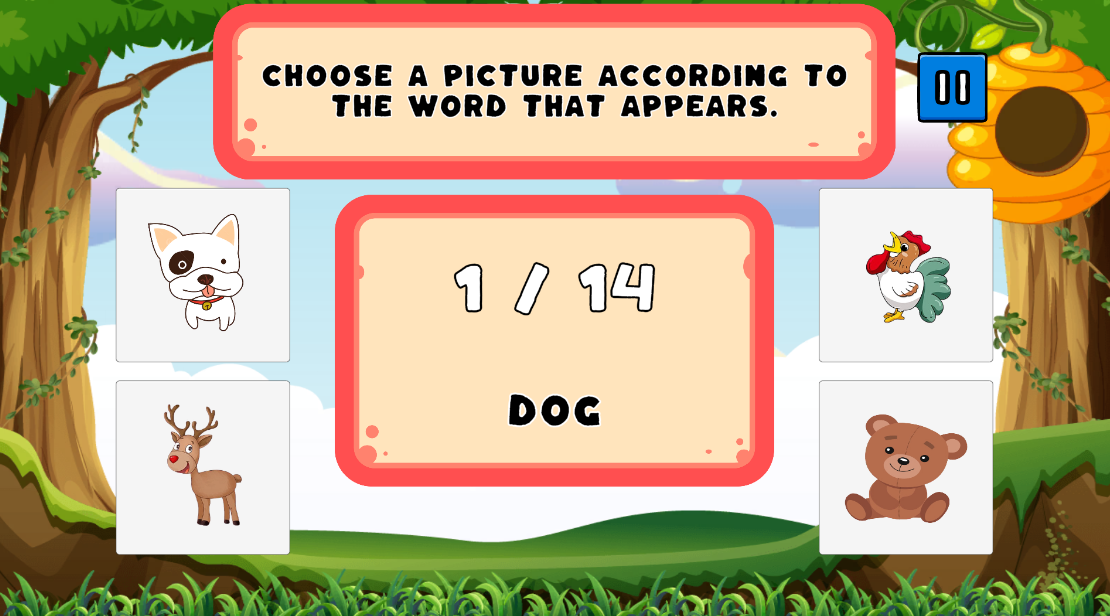 CHOOSE A PICTURE ACCORDING TO
THE WORD THAT APPEARS.
1 / 14
DOG